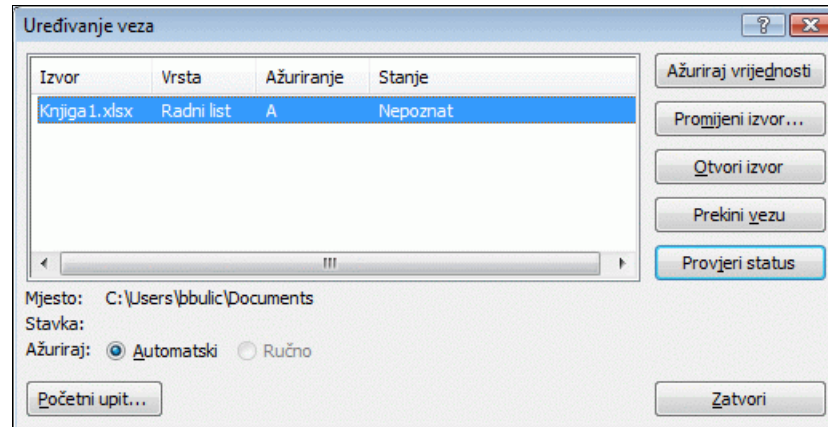 Uređivanje veza
Izvor Vrsta Ažuriranje Stanje
Knjiga1.xlsx Radni list A Nepoznat
Ažuriraj vrijednosti
Promijeni izvor...
Otvori izvor
Prekini vezu
Provjeri status
Mjesto: C:\Users\bbulic\Documents
Stavka:
Ažuriraj: Automatski Ručno
Početni upit...
Zatvori